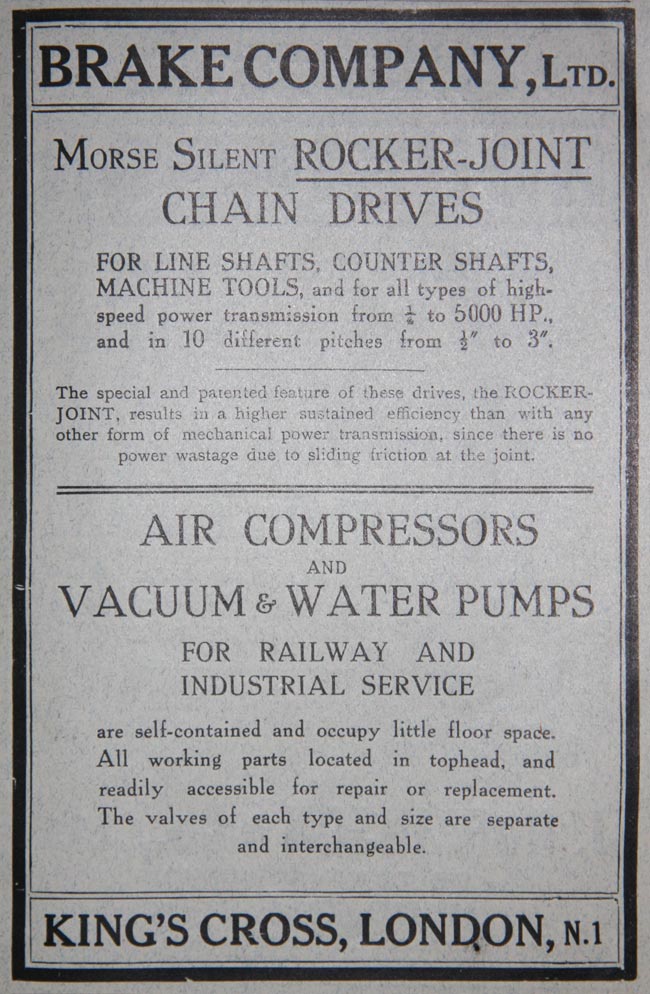 BRAKE COMPANY, LTD.
MORSE SILENT ROCKER-JOINT
CHAIN DRIVES
FOR LINE SHAFTS, COUNTER SHAFTS,
MACHINE TOOLS, and for all types of high-
speed power transmission from ¼ to 5000 HP.,
and in 10 different pitches from ½" to 3".
The special and patented feature of these drives, the ROCKER-
JOINT, results in a higher sustained efficiency than with any
other form of mechanical power transmission, since there is no
power wastage due to sliding friction at the joint.
AIR COMPRESSORS
AND
VACUUM & WATER PUMPS
FOR RAILWAY AND
INDUSTRIAL SERVICE
are self-contained and occupy little floor space.
All working parts located in tophead, and
readily accessible for repair or replacement.
The valves of each type and size are separate
and interchangeable.
KING'S CROSS, LONDON, N.1